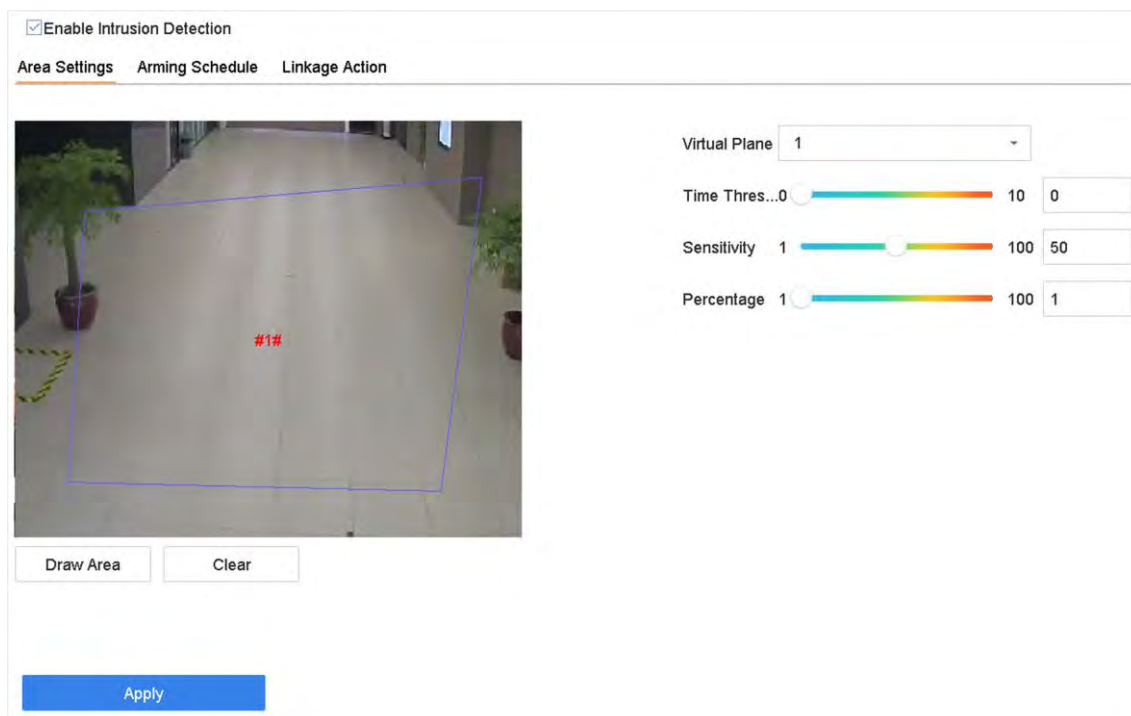 Enable Intrusion Detection
Area Settings Arming Schedule Linkage Action
Virtual Plane 1
Time Thres...0 10 0
Sensitivity 1 100 50
Percentage 1 100 1
#1#
Draw Area Clear
Apply